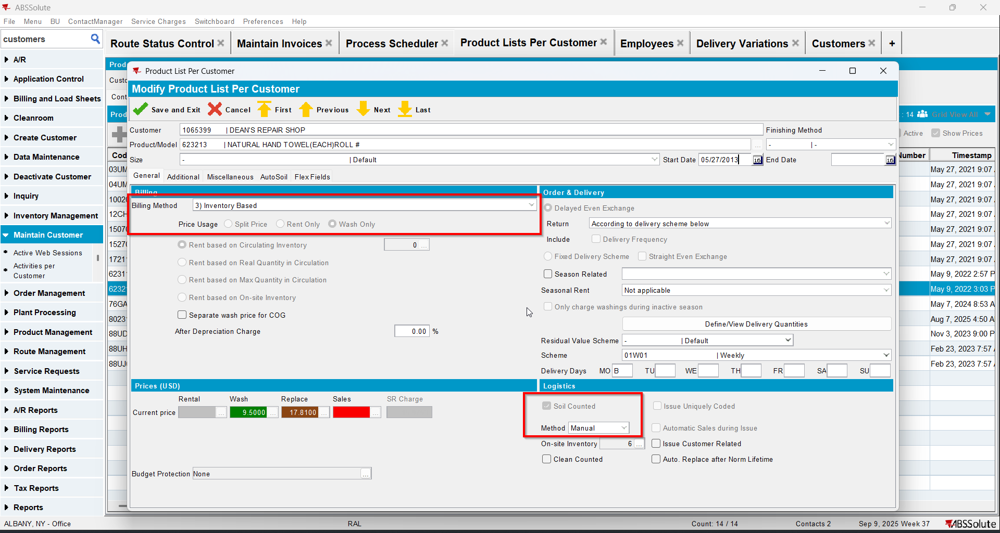 ABSSolute
File Menu BU ContactManager Service Charges Switchboard Preferences Help
customers
Route Status Control Maintain Invoices Process Scheduler Product Lists Per Customer Employees Delivery Variations Customers +
A/R
Application Control
Billing and Load Sheets
Cleanroom
Create Customer
Data Maintenance
Deactivate Customer
Inquiry
Inventory Management
Maintain Customer
Active Web Sessions
Activities per
Customer
Order Management
Plant Processing
Product Management
Route Management
Service Requests
System Maintenance
A/R Reports
Billing Reports
Delivery Reports
Order Reports
Tax Reports
Reports
Prod
Custo
Cont
Prod
: 14 Grid View All
Active Show Prices
Cod
Number Timestamp
03UM May 27, 2021 9:07
04UM May 27, 2021 9:07
1002 May 27, 2021 9:07
12CH May 27, 2021 9:07
1507 May 27, 2021 9:07
1527 May 27, 2021 9:07
1721 May 27, 2021 9:07
6231 May 9, 2022 2:57 P
6232 May 9, 2022 3:03 P
76GA May 7, 2024 8:53 A
8023 Aug 7, 2025 4:50 A
88UD Nov 3, 2023 9:00 P
88UH Feb 23, 2023 7:57
88UJ Feb 23, 2023 7:57
Product List Per Customer
Modify Product List Per Customer
Save and Exit Cancel First Previous Next Last
Customer 1065399 | DEAN'S REPAIR SHOP Finishing Method
Product/Model 623213 | NATURAL HAND TOWEL(EACH)ROLL # ... - | -
Size - | Default Start Date 05/27/2013 16 End Date 16
General Additional Miscellaneous AutoSoil Flex Fields
Billing
Billing Method 3) Inventory Based
Price Usage Split Price Rent Only Wash Only
Rent based on Circulating Inventory 0 ...
Rent based on Real Quantity in Circulation
Rent based on Max Quantity in Circulation
Rent based on On-site Inventory
Separate wash price for COG
After Depreciation Charge 0.00 %
Order & Delivery
Delayed Even Exchange
Return According to delivery scheme below
Include Delivery Frequency
Fixed Delivery Scheme Straight Even Exchange
Season Related
Seasonal Rent Not applicable
Only charge washings during inactive season
Define/View Delivery Quantities
Residual Value Scheme - | Default
Scheme 01W01 | Weekly
Delivery Days MO B TU WE TH FR SA SU
Prices (USD)
Rental Wash Replace Sales SR Charge
Current price ... 9.5000 ... 17.8100 ... ...
Budget Protection None ...
Logistics
Soil Counted Issue Uniquely Coded
Method Manual Automatic Sales during Issue
On-site Inventory 6 ... Issue Customer Related
Clean Counted Auto. Replace after Norm Lifetime
ALBANY, NY - Office RAL Count: 14 / 14 Contacts 2 Sep 9, 2025 Week 37 ABSSolute